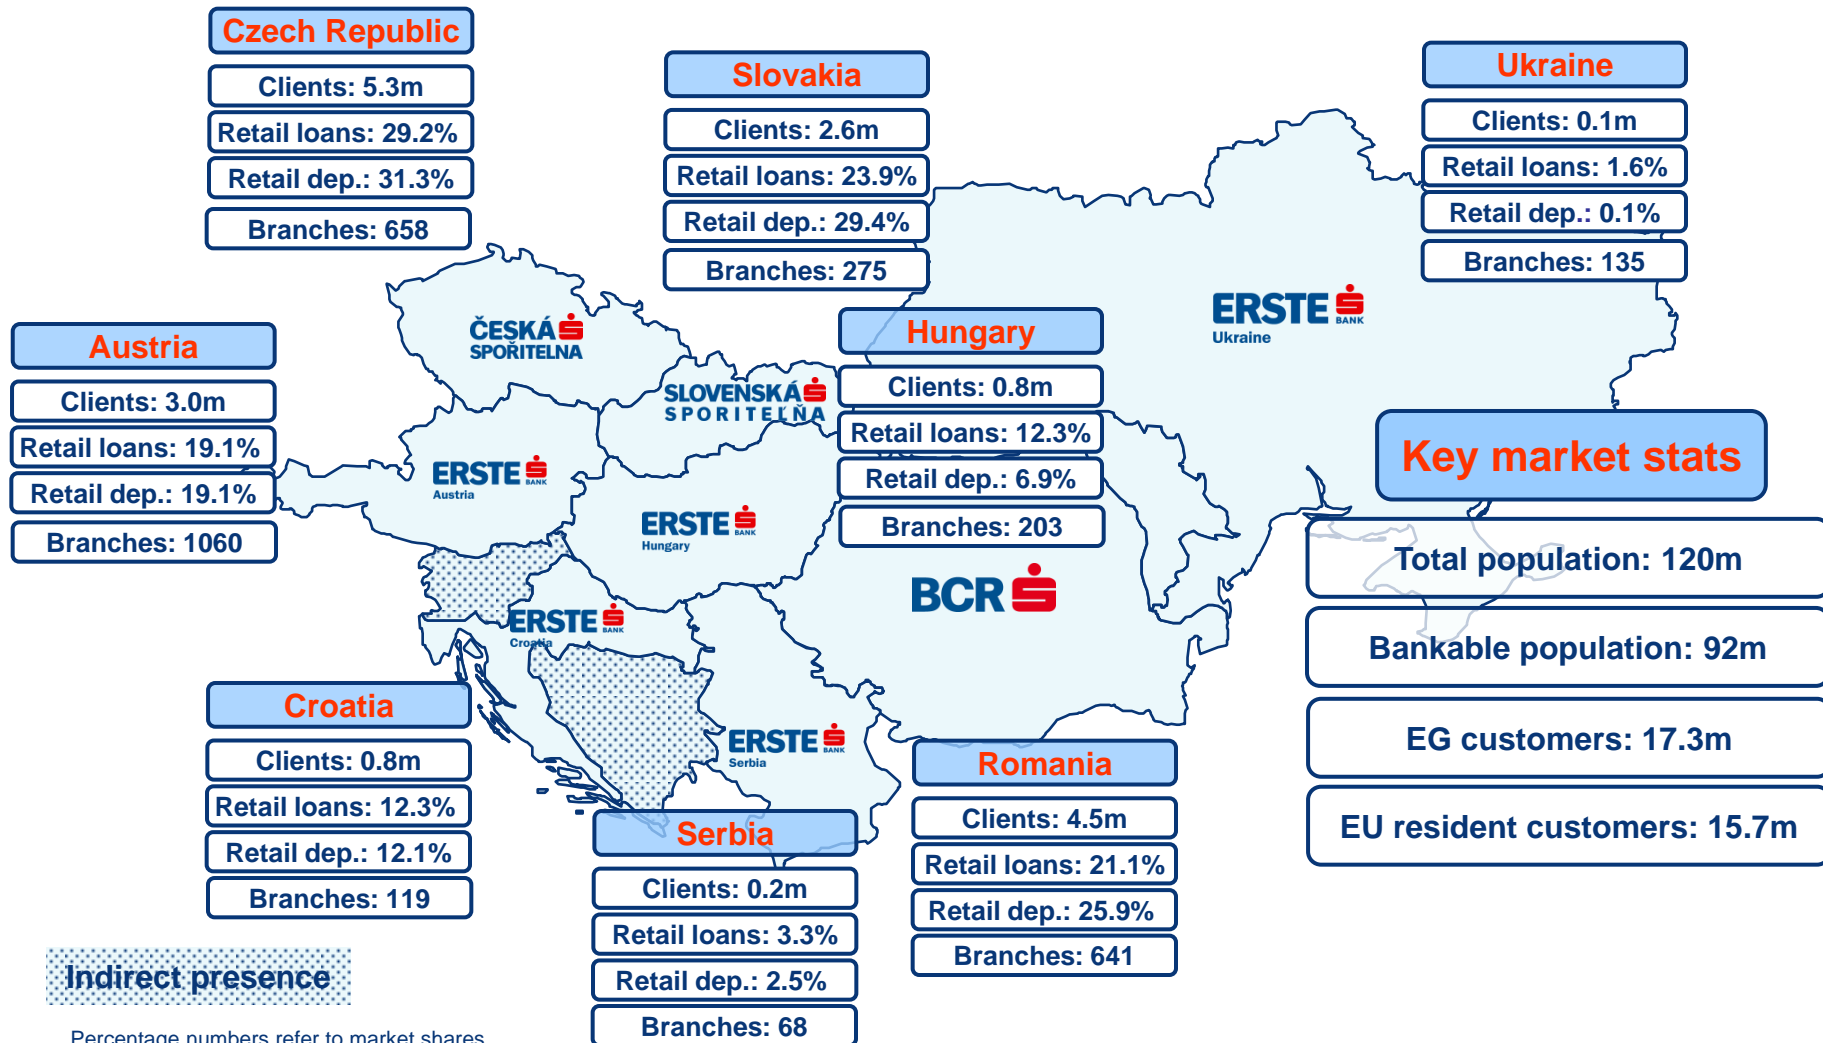 Czech Republic
Clients: 5.3m
Retail loans: 29.2%
Retail dep.: 31.3%
Branches: 658
Slovakia
Clients: 2.6m
Retail loans: 23.9%
Retail dep.: 29.4%
Branches: 275
Ukraine
Clients: 0.1m
Retail loans: 1.6%
Retail dep.: 0.1%
Branches: 135
ČESKÁ
SPOŘITELNA
ERSTE
BANK
Ukraine
Austria
Clients: 3.0m
Retail loans: 19.1%
Retail dep.: 19.1%
Branches: 1060
SLOVENSKÁ
SPORITEĽŇA
Hungary
Clients: 0.8m
Retail loans: 12.3%
Retail dep.: 6.9%
Branches: 203
ERSTE
BANK
Austria
ERSTE
BANK
Hungary
Key market stats
Total population: 120m
Bankable population: 92m
EG customers: 17.3m
EU resident customers: 15.7m
BCR
ERSTE
BANK
Croatia
Croatia
Clients: 0.8m
Retail loans: 12.3%
Retail dep.: 12.1%
Branches: 119
ERSTE
BANK
Serbia
Serbia
Clients: 0.2m
Retail loans: 3.3%
Retail dep.: 2.5%
Branches: 68
Romania
Clients: 4.5m
Retail loans: 21.1%
Retail dep.: 25.9%
Branches: 641
Indirect presence
Percentage numbers refer to market shares